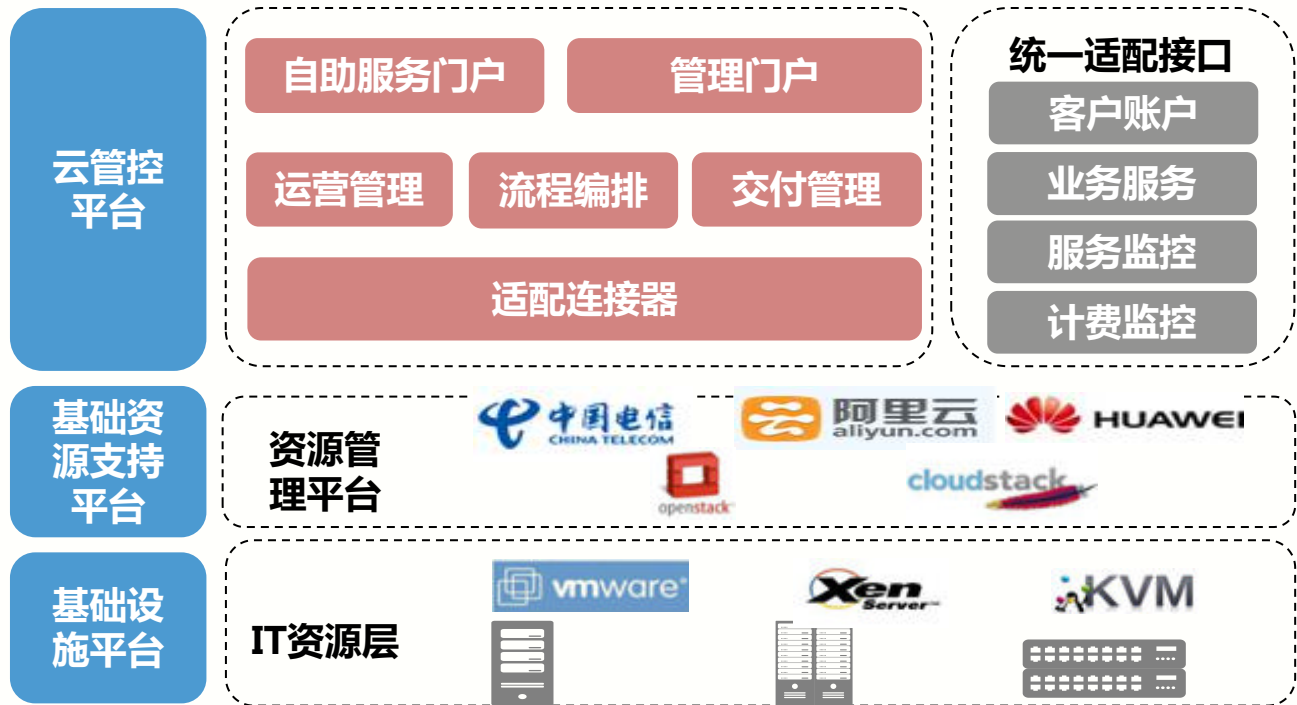 云管控
平台
自助服务门户
管理门户
运营管理
流程编排
交付管理
适配连接器
统一适配接口
客户账户
业务服务
服务监控
计费监控
基础资
源支持
平台
资源管
理平台
中国电信
CHINA TELECOM
阿里云
aliyun.com
HUAWEI
openstack
cloudstack
基础设
施平台
IT资源层
vmware®
Xen
Server™
KVM